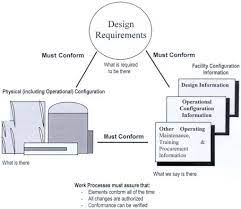 Design
Requirements
Must Conform
Must Conform
What is required
to be there
Facility Configuration
Information
Physical (including Operational) Configuration
Design Information
Operational
Configuration
Information
Other Operating
Maintenance,
Training &
Procurement
Information
Must Conform
What is there
What we say is there
Work Processes must assure that:
• Elements conform all of the time
• All changes are authorized
• Conformance can be verified